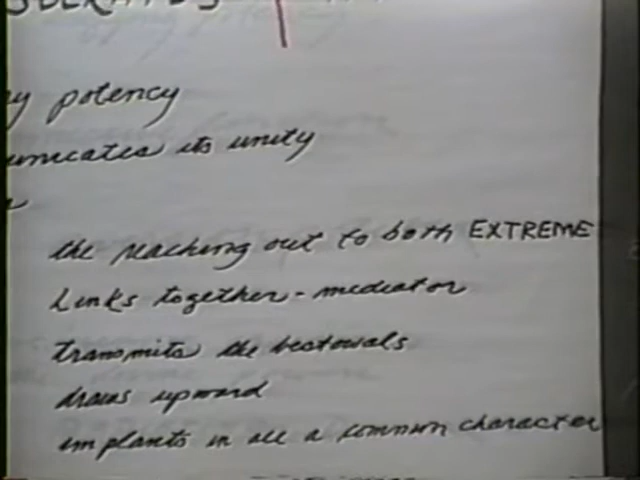 potency
its unity
the reaching out to both EXTREME
Links together - mediator
transmits the bestowals
draws upward
implants in all a common character